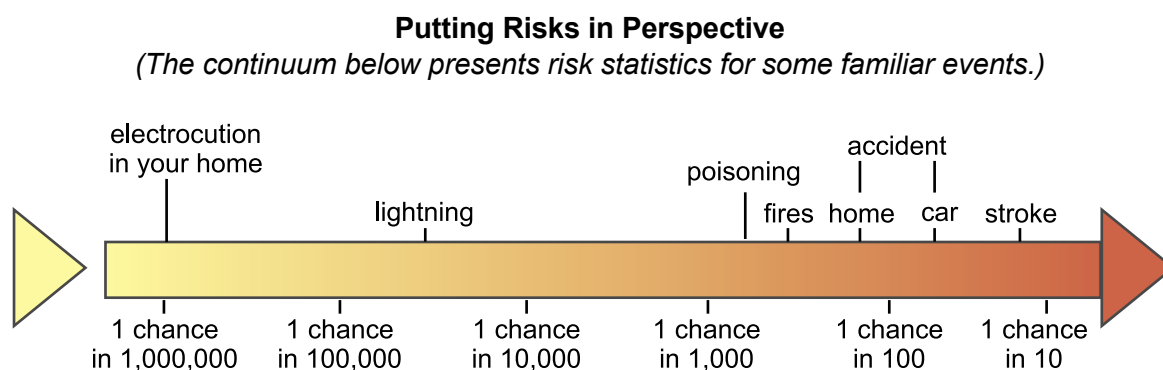 Putting Risks in Perspective
(The continuum below presents risk statistics for some familiar events.)
electrocution
in your home
lightning
poisoning
fires
accident
home
car
stroke
1 chance
in 1,000,000
1 chance
in 100,000
1 chance
in 10,000
1 chance
in 1,000
1 chance
in 100
1 chance
in 10